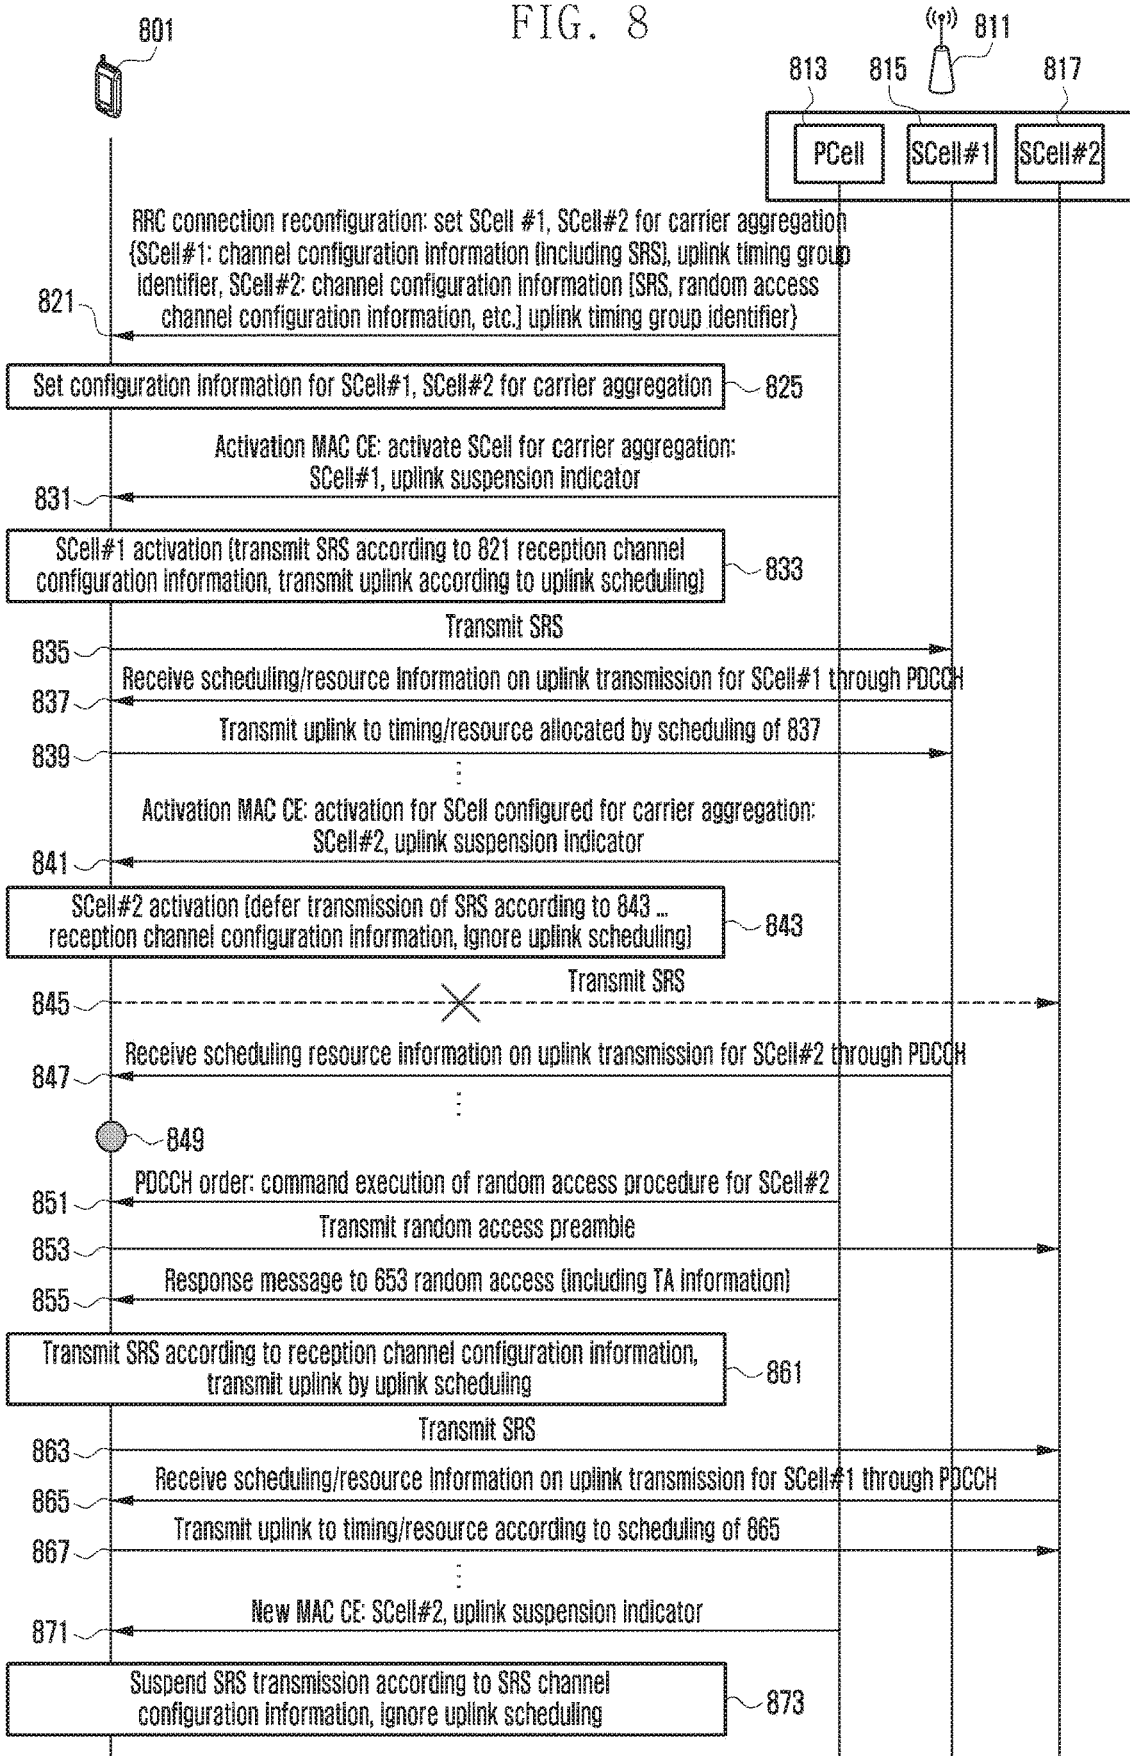 FIG. 8
801
811
813
815
817
PCell
SCell#1
SCell#2
RRC connection reconfiguration: set SCell #1, SCell#2 for carrier aggregation
{SCell#1: channel configuration information (including SRS), uplink timing group
identifier, SCell#2: channel configuration information [SRS, random access
channel configuration information, etc.] uplink timing group identifier}
821
Set configuration information for SCell#1, SCell#2 for carrier aggregation
825
Activation MAC CE: activate SCell for carrier aggregation:
SCell#1, uplink suspension indicator
831
SCell#1 activation (transmit SRS according to 821 reception channel
configuration information, transmit uplink according to uplink scheduling)
833
Transmit SRS
835
Receive scheduling/resource Information on uplink transmission for SCell#1 through PDCCH
837
Transmit uplink to timing/resource allocated by scheduling of 837
839
Activation MAC CE: activation for SCell configured for carrier aggregation:
SCell#2, uplink suspension indicator
841
SCell#2 activation (defer transmission of SRS according to 843 ...
reception channel configuration information, Ignore uplink scheduling)
843
Transmit SRS
845
Receive scheduling resource information on uplink transmission for SCell#2 through PDCCH
847
849
PDCCH order: command execution of random access procedure for SCell#2
851
Transmit random access preamble
853
Response message to 653 random access (including TA information)
855
Transmit SRS according to reception channel configuration information,
transmit uplink by uplink scheduling
861
Transmit SRS
863
Receive scheduling/resource Information on uplink transmission for SCell#1 through PDCCH
865
Transmit uplink to timing/resource according to scheduling of 865
867
New MAC CE: SCell#2, uplink suspension indicator
871
Suspend SRS transmission according to SRS channel
configuration information, ignore uplink scheduling
873